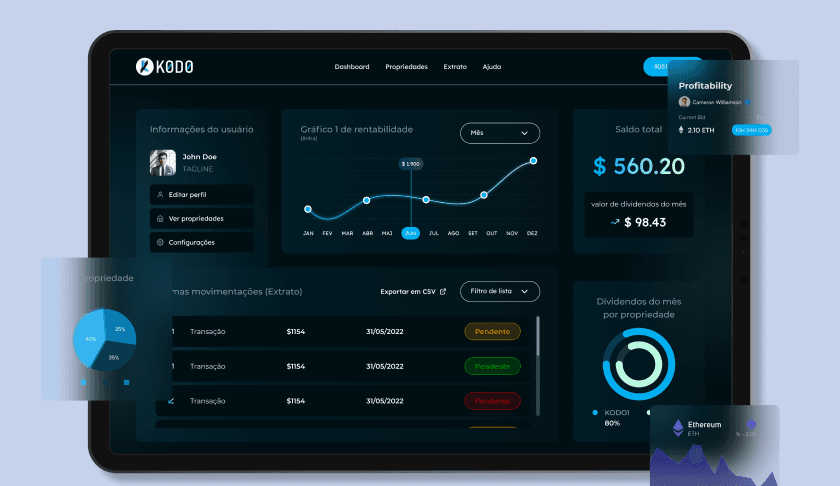 KODO
Dashboard
Propriedades
Extrato
Ajuda
Profitability
Cameron Williamson
Current Bid
2.10 ETH
Informações do usuário
John Doe
TAGLINE
Editar perfil
Ver propriedades
Configurações
Gráfico 1 de rentabilidade
(linha)
Mês
$ 1,900
JAN FEV MAR ABR MAI JUN JUL AGO SET OUT NOV DEZ
Saldo total
$ 560.20
valor de dividendos do mês
$ 98.43
Propriedade
25%
40%
35%
mas movimentações (Extrato)
Exportar em CSV
Filtro de lista
Transação $1154 31/05/2022 Pendente
Transação $1154 31/05/2022 Pendente
Transação $1154 31/05/2022 Pendente
Dividendos do mês
por propriedade
KODO1
80%
Ethereum
ETH